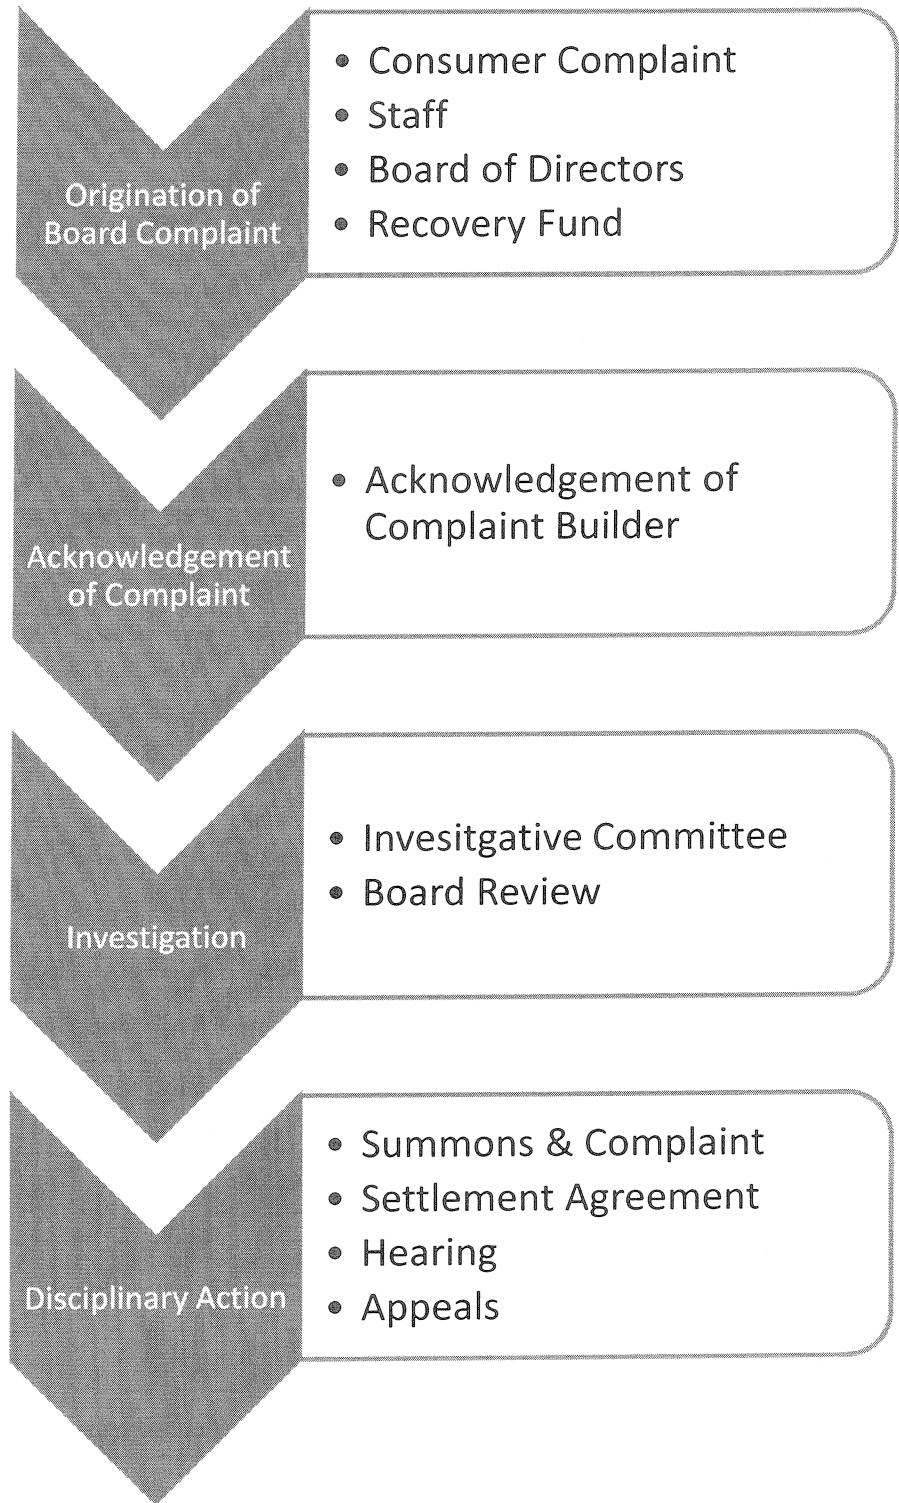 Origination of
Board Complaint
• Consumer Complaint
• Staff
• Board of Directors
• Recovery Fund
Acknowledgement
of Complaint
• Acknowledgement of
Complaint Builder
Investigation
• Invesitgative Committee
• Board Review
Disciplinary Action
• Summons & Complaint
• Settlement Agreement
• Hearing
• Appeals